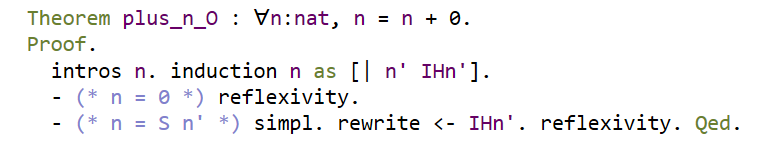 Theorem plus_n_O : ∀n:nat, n = n + 0.
Proof.
intros n. induction n as [| n' IHn'].
- (* n = 0 *) reflexivity.
- (* n = S n' *) simpl. rewrite <- IHn'. reflexivity. Qed.